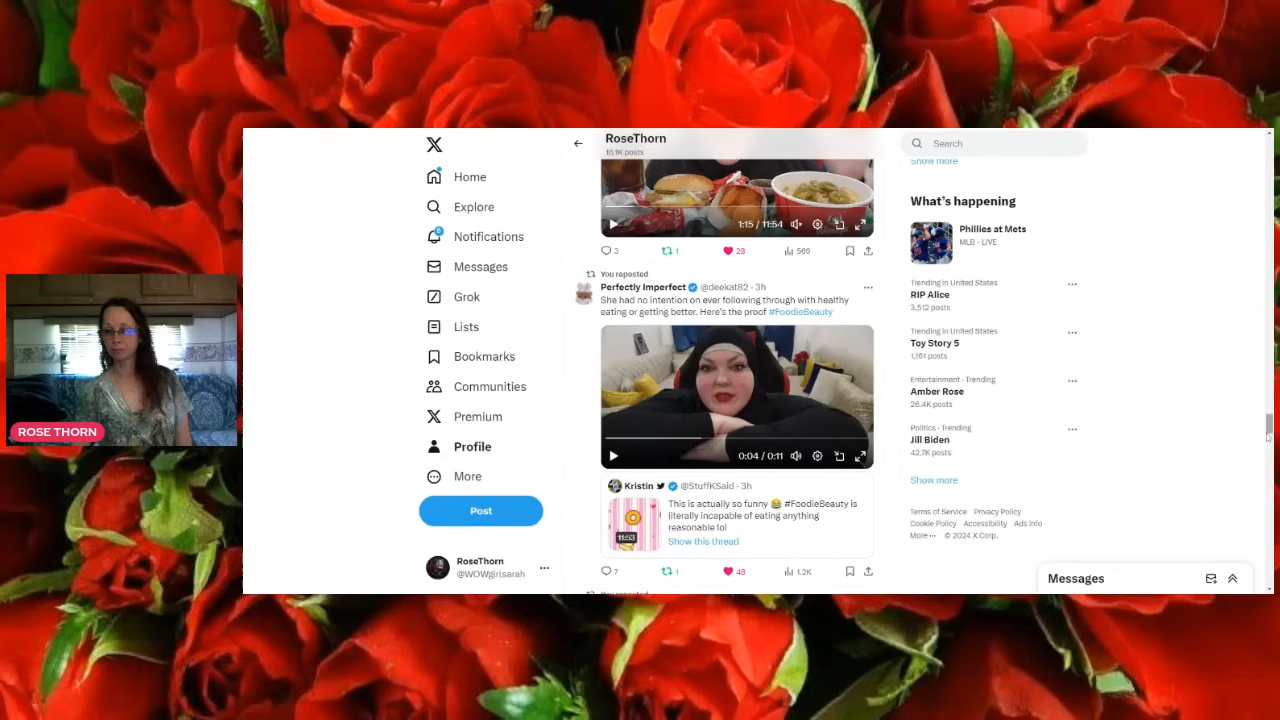 RoseThorn
16.1K posts
Search
Show more
Home
Explore
Notifications
Messages
Grok
Lists
Bookmarks
Communities
Premium
Profile
More
Post
RoseThorn
@WOWgirlsarah
1:15 / 11:54
3
1
28
569
You reposted
Perfectly Imperfect @deekat82 · 3h
She had no intention on ever following through with healthy
eating or getting better. Here's the proof #FoodieBeauty
0:04 / 0:11
Kristin @StuffKSaid · 3h
This is actually so funny 😂 #FoodieBeauty is
literally incapable of eating anything
reasonable lol
Show this thread
11:53
7
1
48
1.2K
What's happening
Phillies at Mets
MLB · LIVE
Trending in United States
RIP Alice
3,512 posts
Trending in United States
Toy Story 5
1,161 posts
Entertainment · Trending
Amber Rose
26.4K posts
Politics · Trending
Jill Biden
42.7K posts
Show more
Terms of Service Privacy Policy
Cookie Policy Accessibility Ads info
More ··· © 2024 X Corp.
Messages
ROSE THORN